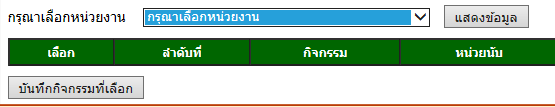 กรุณาเลือกหน่วยงาน กรุณาเลือกหน่วยงาน แสดงข้อมูล
เลือก ลำดับที่ กิจกรรม หน่วยนับ
บันทึกกิจกรรมที่เลือก